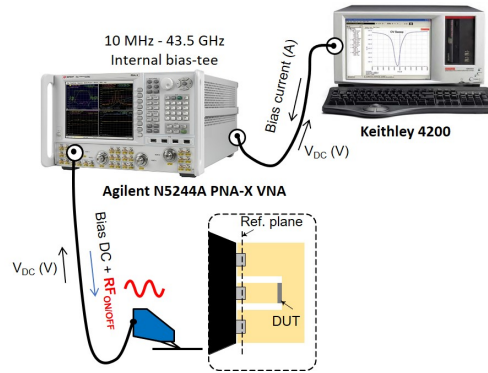 10 MHz - 43.5 GHz
Internal bias-tee
Bias current (A)
V_DC (V)
Keithley 4200
Agilent N5244A PNA-X VNA
V_DC (V)
Bias DC + RF_ON/OFF
Ref. plane
DUT